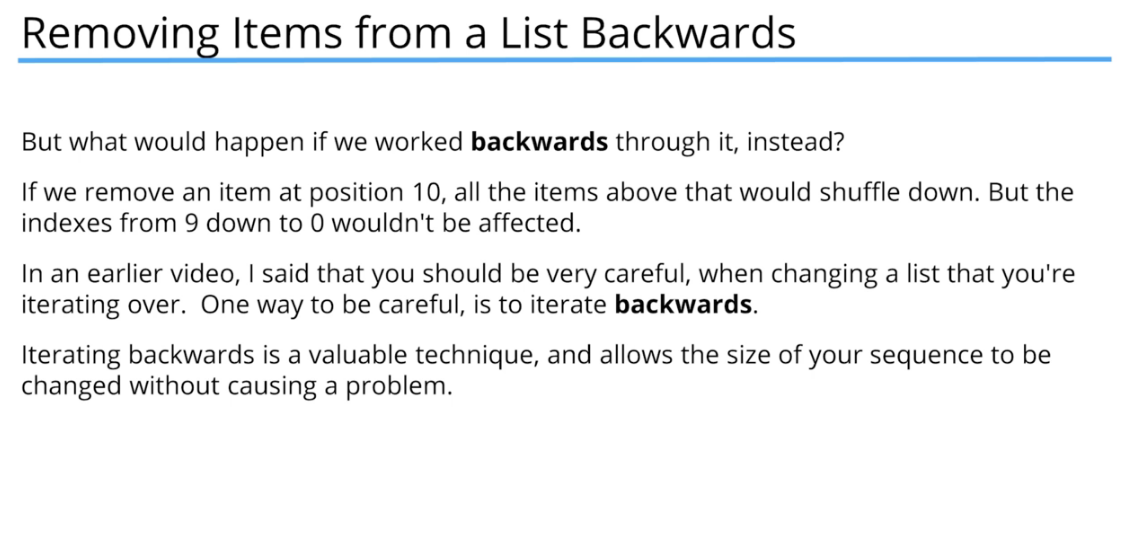 Removing Items from a List Backwards
But what would happen if we worked backwards through it, instead?
If we remove an item at position 10, all the items above that would shuffle down. But the
indexes from 9 down to 0 wouldn't be affected.
In an earlier video, I said that you should be very careful, when changing a list that you're
iterating over.  One way to be careful, is to iterate backwards.
Iterating backwards is a valuable technique, and allows the size of your sequence to be
changed without causing a problem.